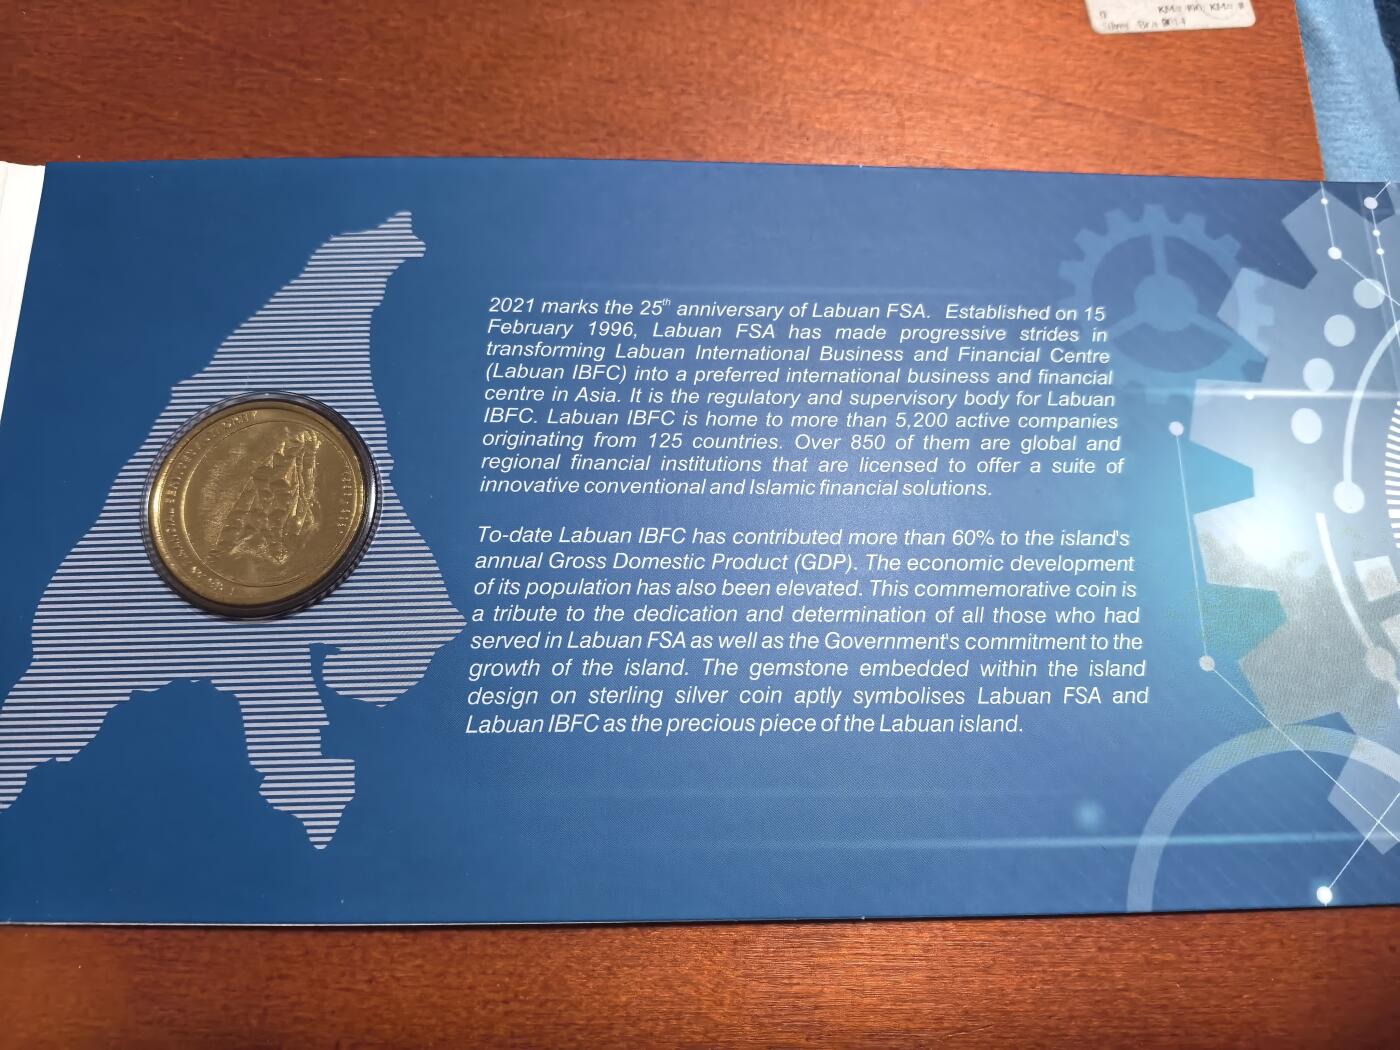 2021 marks the 25th anniversary of Labuan FSA. Established on 15
February 1996, Labuan FSA has made progressive strides in
transforming Labuan International Business and Financial Centre
(Labuan IBFC) into a preferred international business and financial
centre in Asia. It is the regulatory and supervisory body for Labuan
IBFC. Labuan IBFC is home to more than 5,200 active companies
originating from 125 countries. Over 850 of them are global and
regional financial institutions that are licensed to offer a suite of
innovative conventional and Islamic financial solutions.
To-date Labuan IBFC has contributed more than 60% to the island's
annual Gross Domestic Product (GDP). The economic development
of its population has also been elevated. This commemorative coin is
a tribute to the dedication and determination of all those who had
served in Labuan FSA as well as the Government's commitment to the
growth of the island. The gemstone embedded within the island
design on sterling silver coin aptly symbolises Labuan FSA and
Labuan IBFC as the precious piece of the Labuan island.